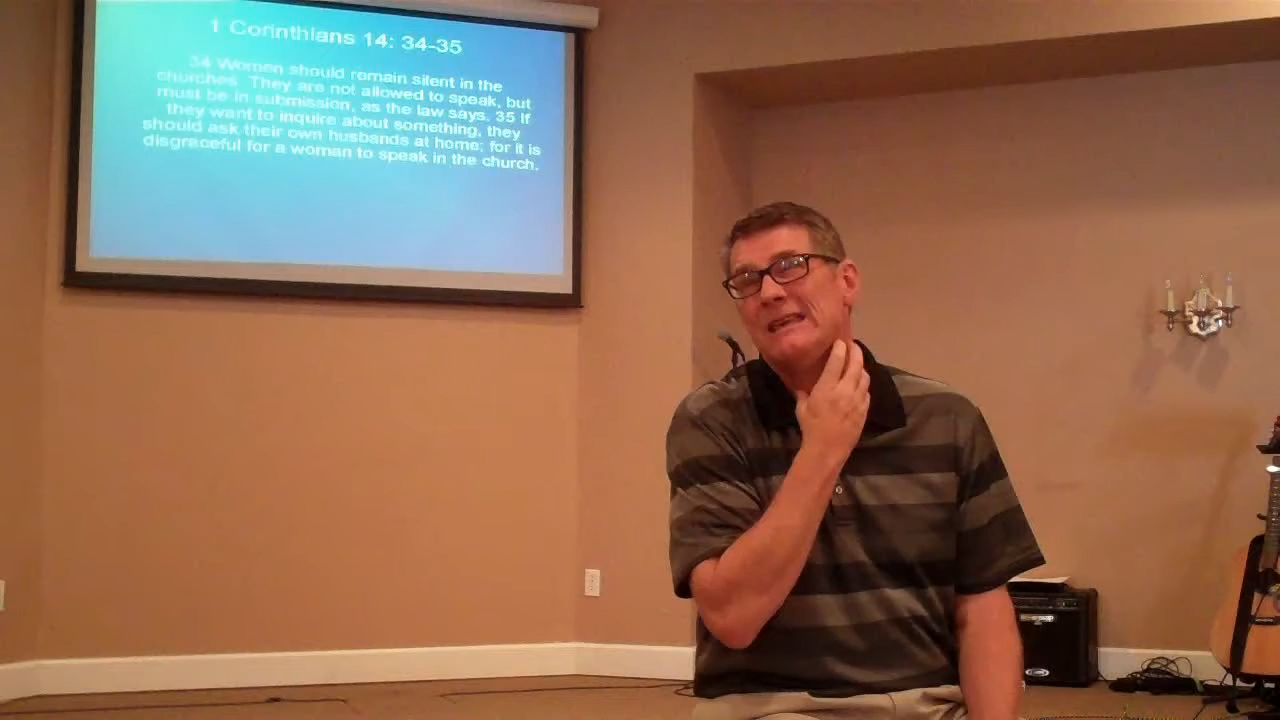 1 Corinthians 14: 34-35
34 Women should remain silent in the
churches. They are not allowed to speak, but
must be in submission, as the law says. 35 If
they want to inquire about something, they
should ask their own husbands at home; for it is
disgraceful for a woman to speak in the church.